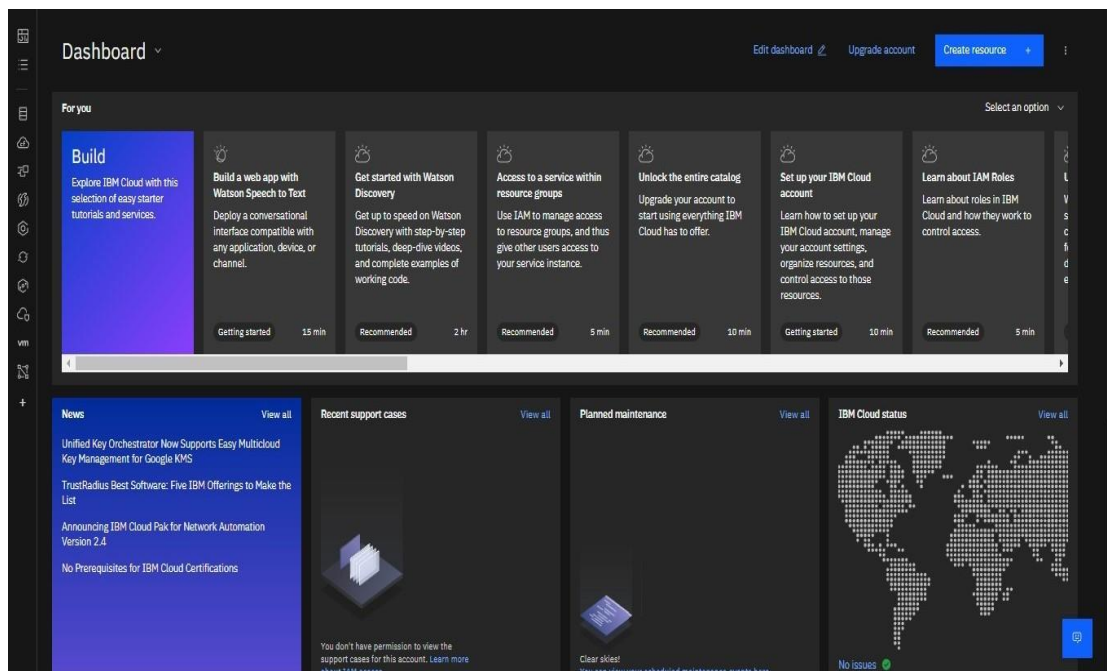 Dashboard
Edit dashboard
Upgrade account
Create resource +
For you
Select an option
Build
Explore IBM Cloud with this
selection of easy starter
tutorials and services.
Build a web app with
Watson Speech to Text
Deploy a conversational
interface compatible with
any application, device, or
channel.
Getting started 15 min
Get started with Watson
Discovery
Get up to speed on Watson
Discovery with step-by-step
tutorials, deep-dive videos,
and complete examples of
working code.
Recommended 2 hr
Access to a service within
resource groups
Use IAM to manage access
to resource groups, and thus
give other users access to
your service instance.
Recommended 5 min
Unlock the entire catalog
Upgrade your account to
start using everything IBM
Cloud has to offer.
Recommended 10 min
Set up your IBM Cloud
account
Learn how to set up your
IBM Cloud account, manage
your account settings,
organize resources, and
control access to those
resources.
Getting started 10 min
Learn about IAM Roles
Learn about roles in IBM
Cloud and how they work to
control access.
Recommended 5 min
vm
News View all
Unified Key Orchestrator Now Supports Easy Multicloud
Key Management for Google KMS
TrustRadius Best Software: Five IBM Offerings to Make the
List
Announcing IBM Cloud Pak for Network Automation
Version 2.4
No Prerequisites for IBM Cloud Certifications
Recent support cases View all
You don't have permission to view the
support cases for this account. Learn more
about IAM access
Planned maintenance View all
Clear skies!
You can view your scheduled maintenance events here
IBM Cloud status View all
No issues